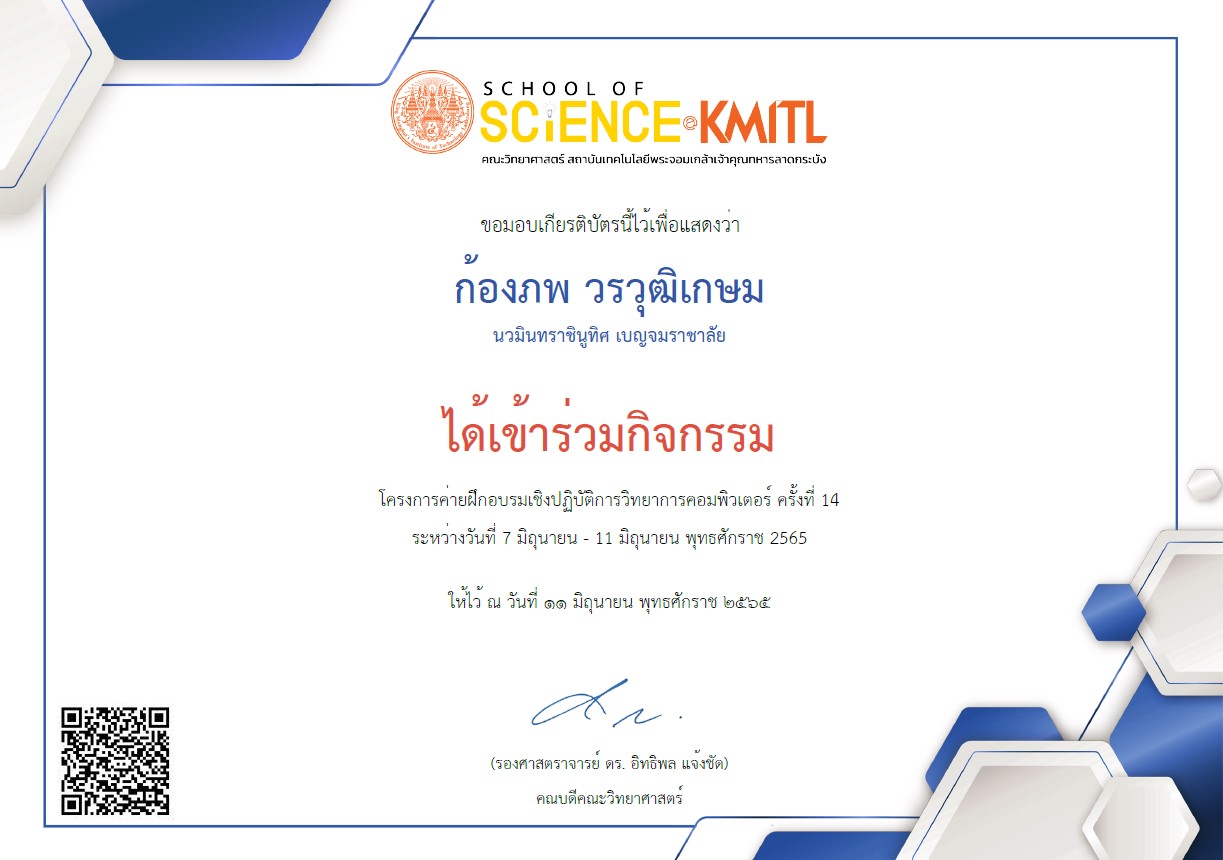 SCHOOL OF
SCiENCE@KMITL
คณะวิทยาศาสตร์ สถาบันเทคโนโลยีพระจอมเกล้าเจ้าคุณทหารลาดกระบัง
ขอมอบเกียรติบัตรนี้ไว้เพื่อแสดงว่า
ก้องภพ วรวุฒิเกษม
นวมินทราชินูทิศ เบญจมราชาลัย
ได้เข้าร่วมกิจกรรม
โครงการค่ายฝึกอบรมเชิงปฏิบัติการวิทยาการคอมพิวเตอร์ ครั้งที่ 14
ระหว่างวันที่ 7 มิถุนายน - 11 มิถุนายน พุทธศักราช 2565
ให้ไว้ ณ วันที่ ๑๑ มิถุนายน พุทธศักราช ๒๕๖๕
(รองศาสตราจารย์ ดร. อิทธิพล แจ้งชัด)
คณบดีคณะวิทยาศาสตร์